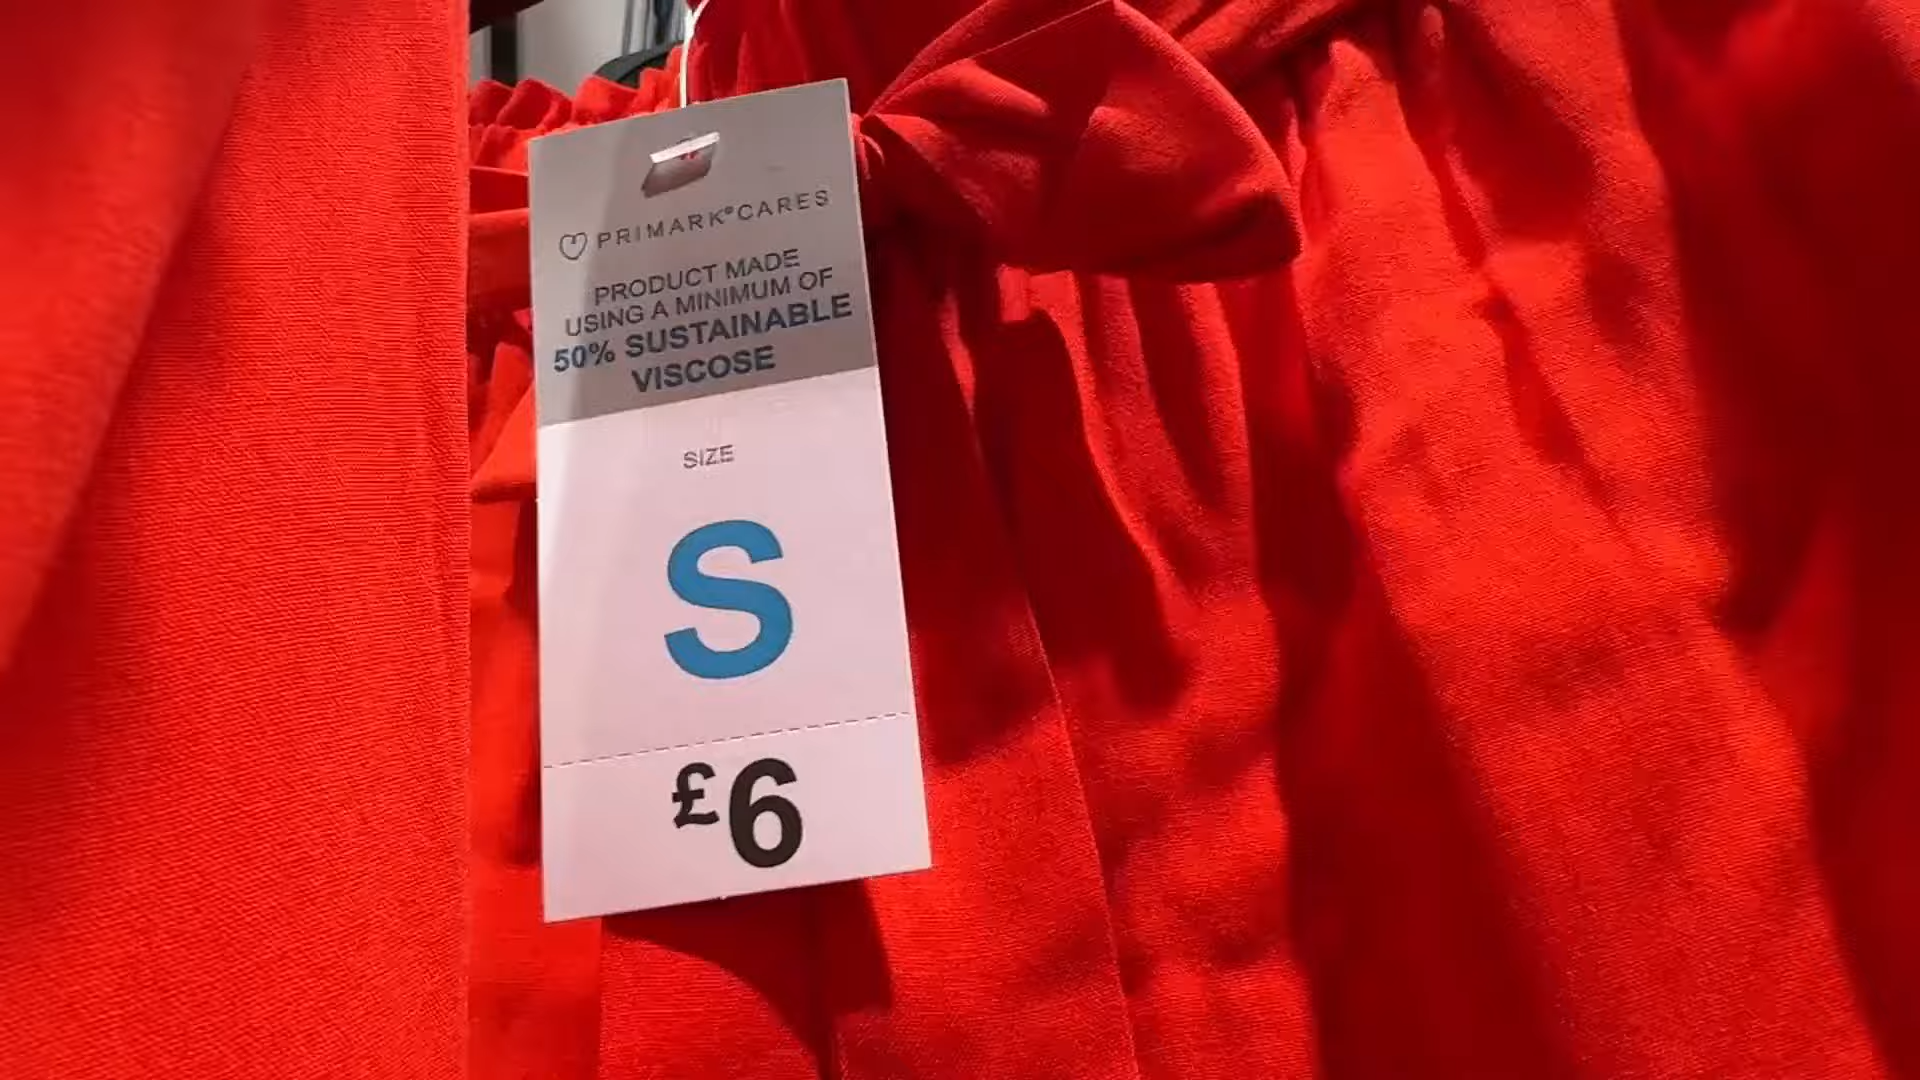 PRIMARK®CARES
PRODUCT MADE
USING A MINIMUM OF
50% SUSTAINABLE
VISCOSE
SIZE
S
£6